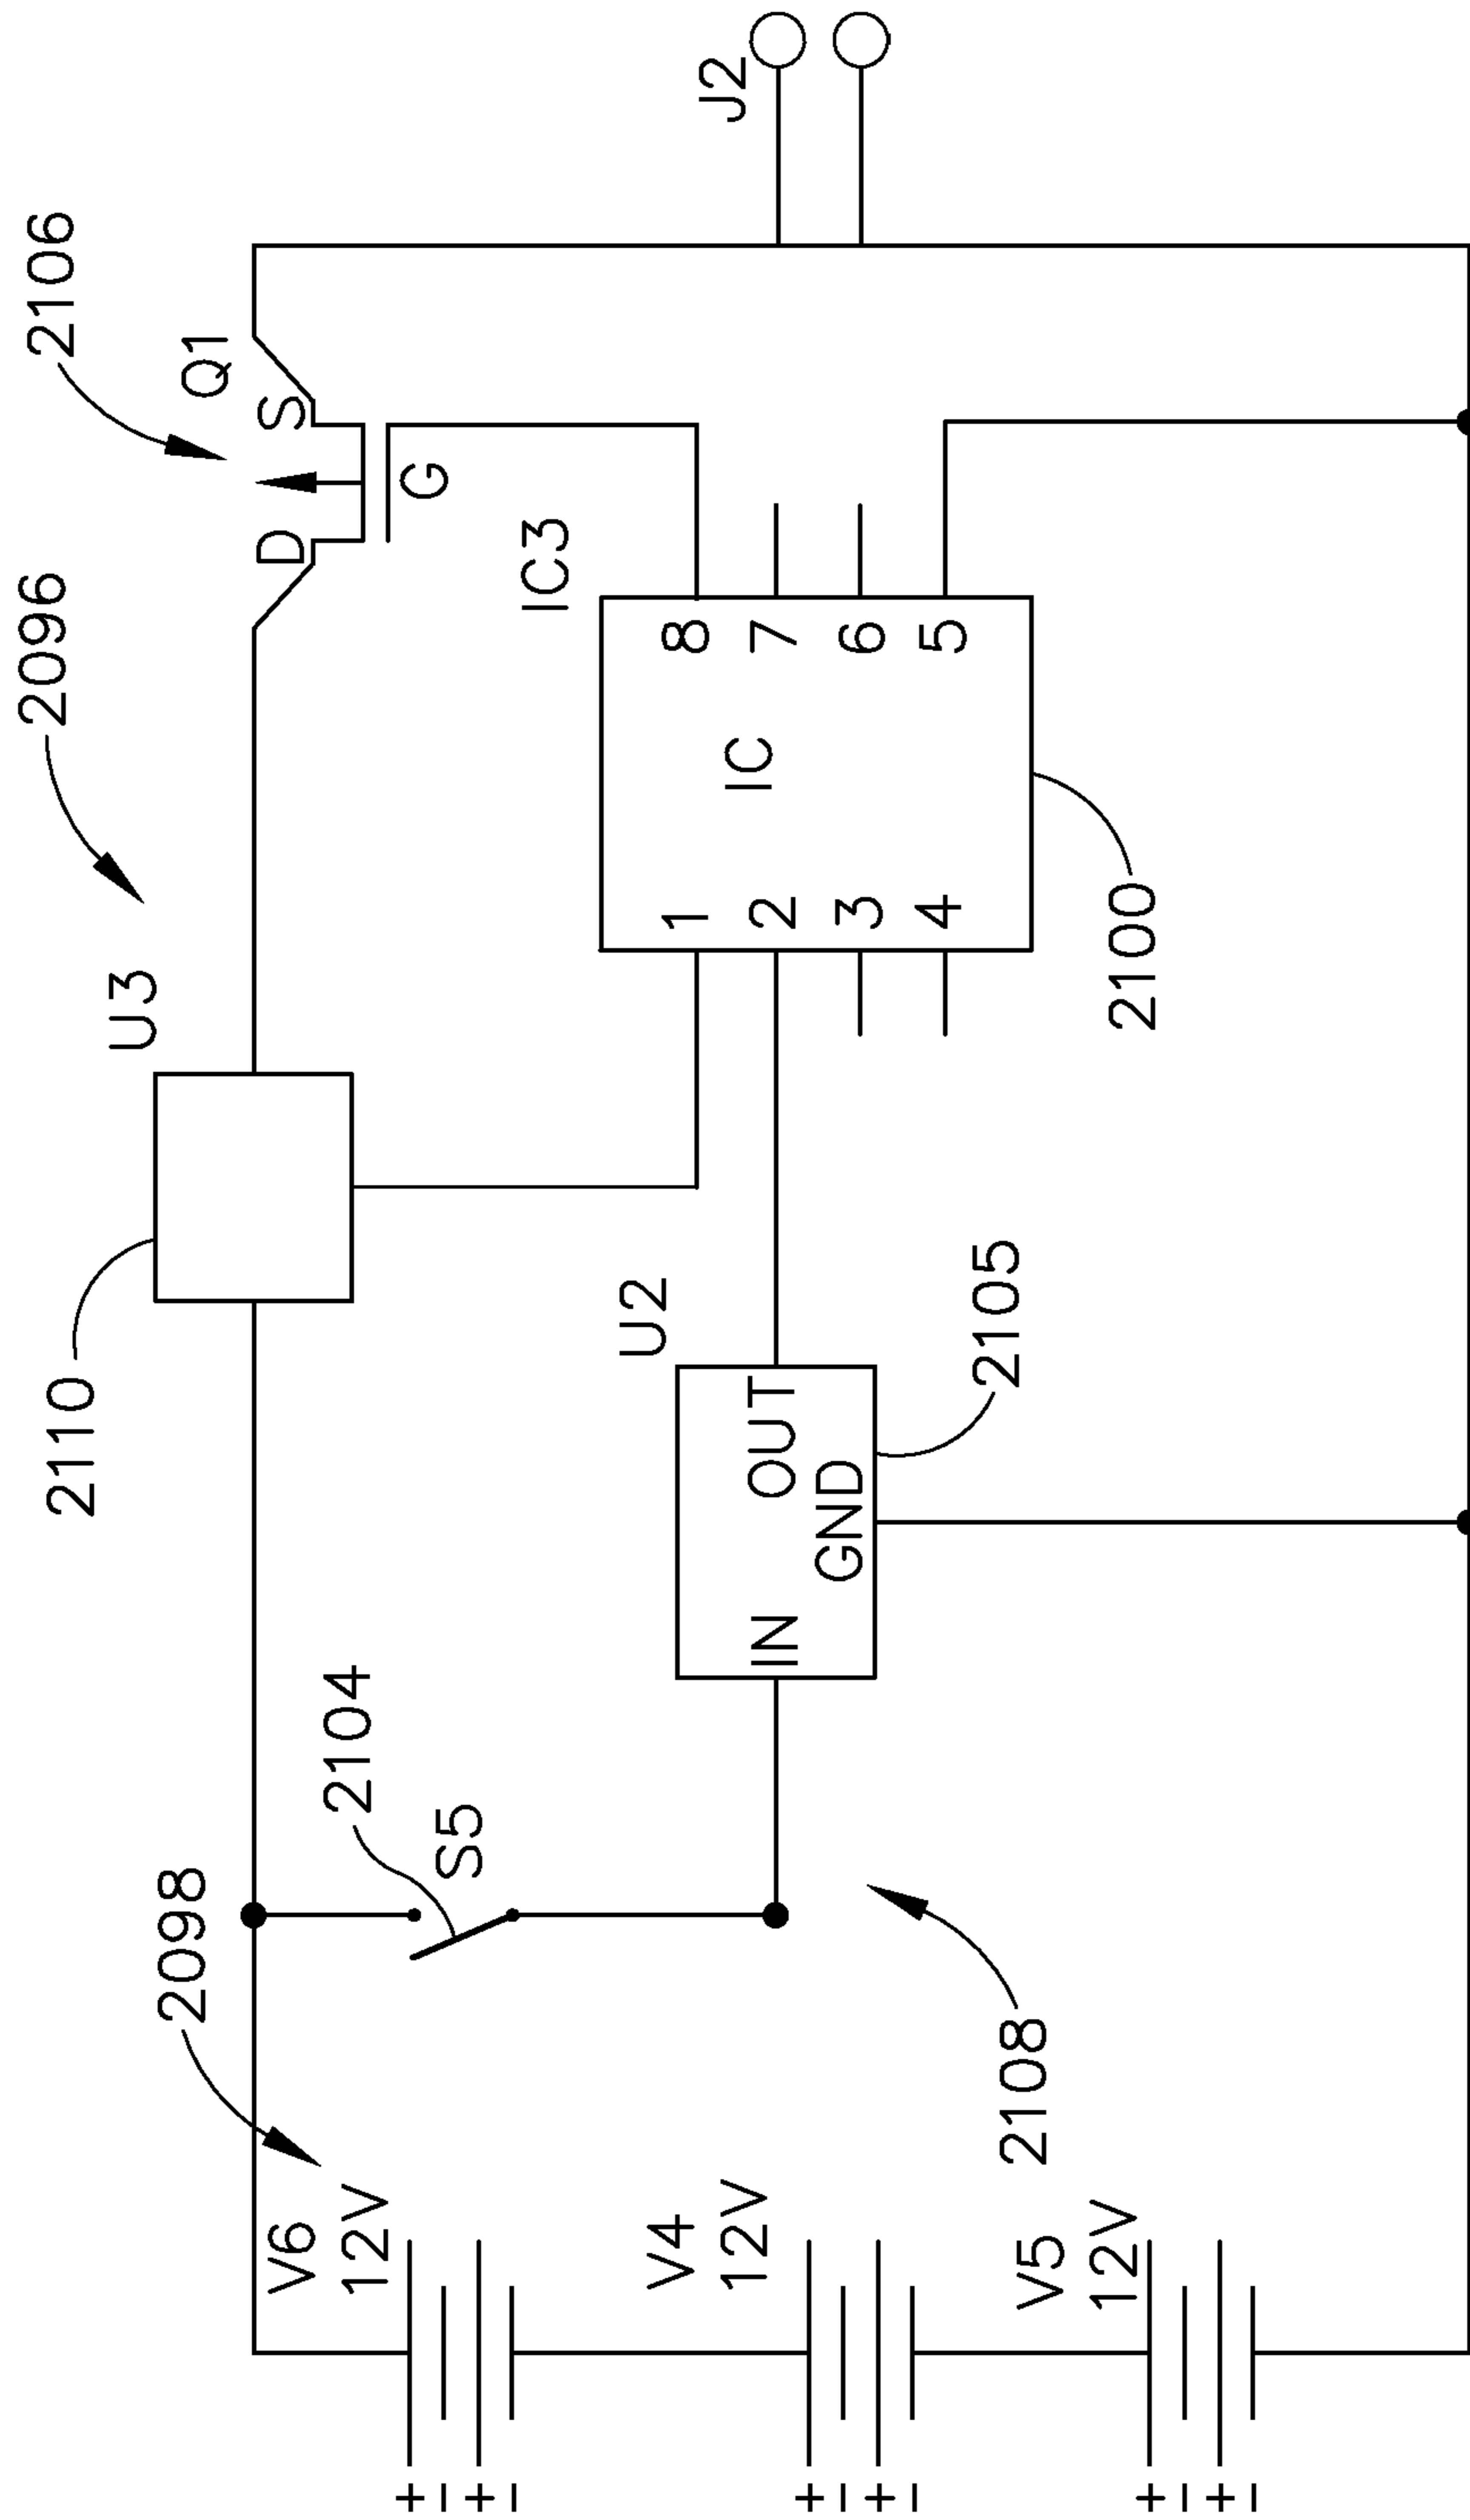 2106
2096
Q1
J2
U3
D
S
G
2110
IC3
2098
2104
S5
U2
IC
1
2
3
4
8
7
6
5
IN
OUT
GND
2105
2100
2108
V6
12V
+
-
+
-
V4
12V
+
-
+
-
V5
12V
+
-
+
-